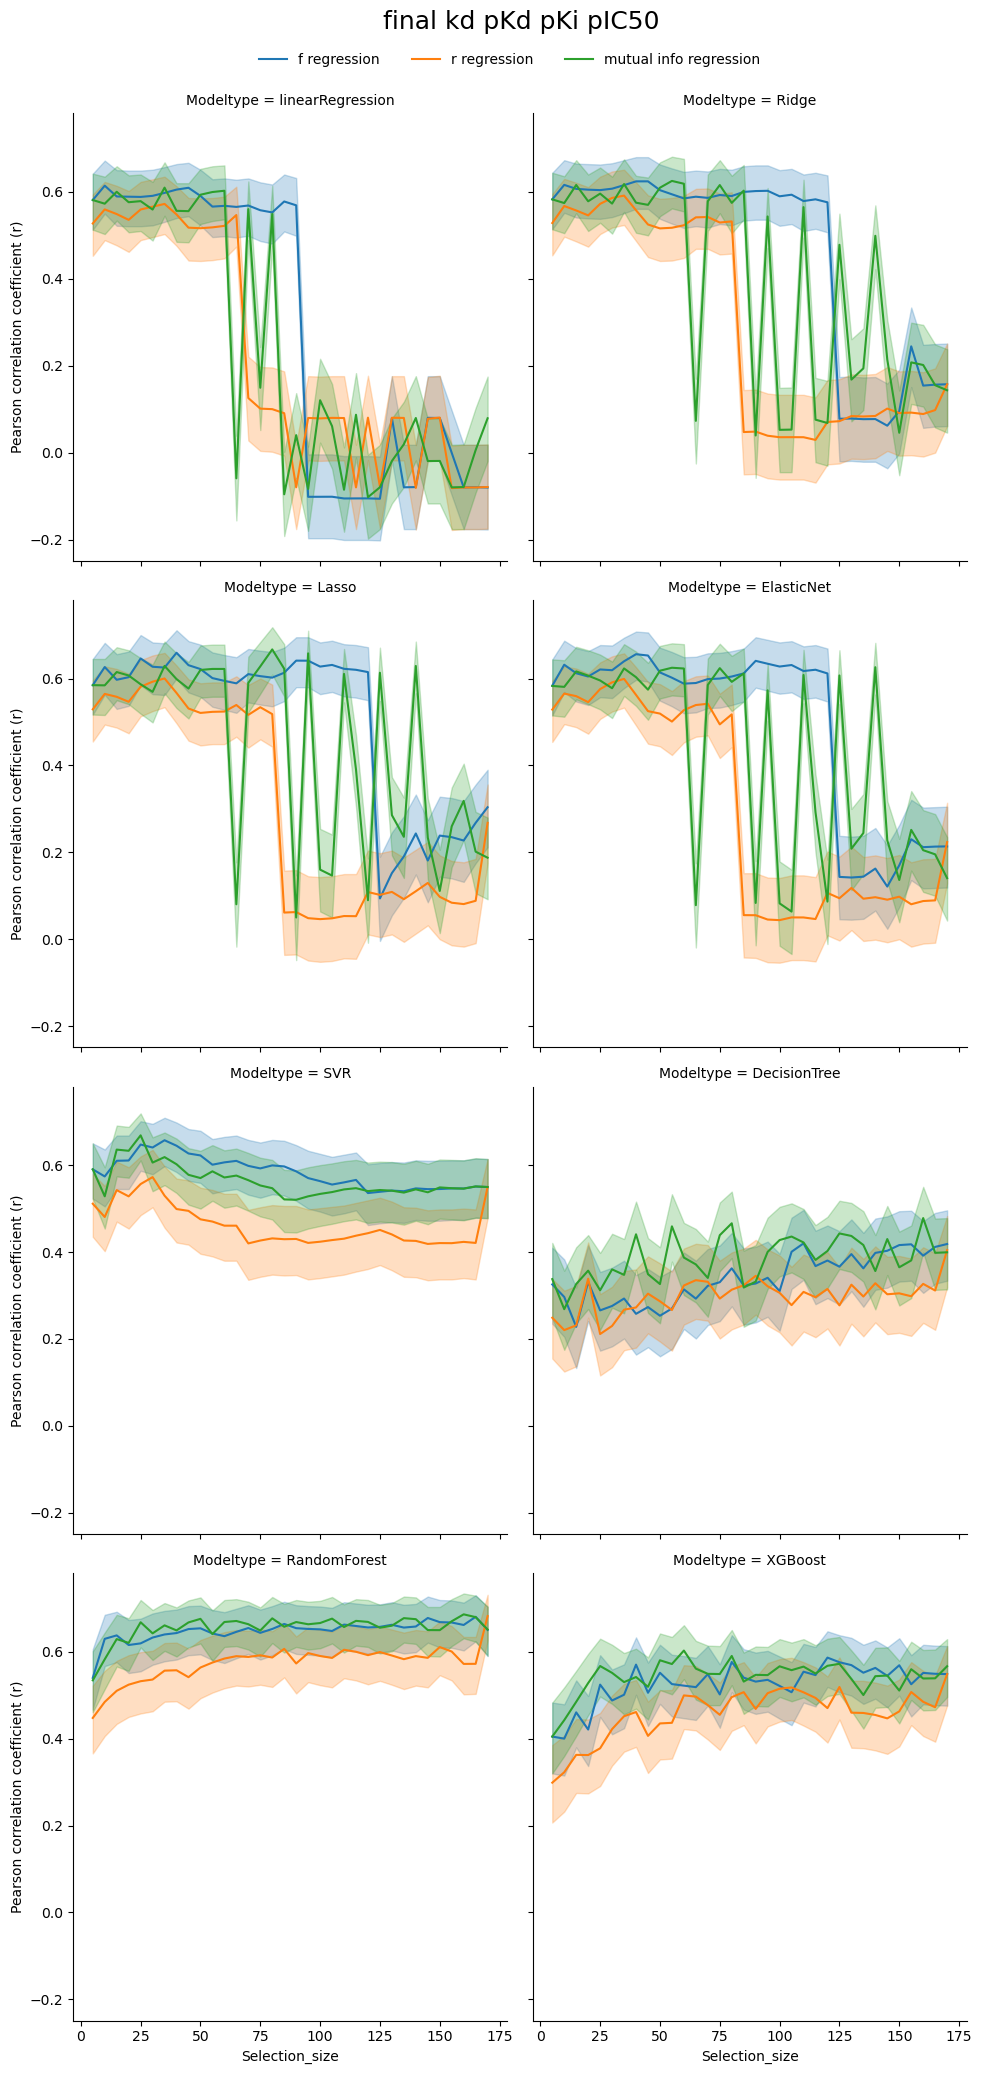 final kd pKd pKi pIC50
f regression r regression mutual info regression
Modeltype = linearRegression Modeltype = Ridge
0.6
0.4
0.2
0.0
−0.2
Pearson correlation coefficient (r)
Modeltype = Lasso Modeltype = ElasticNet
0.6
0.4
0.2
0.0
−0.2
Pearson correlation coefficient (r)
Modeltype = SVR Modeltype = DecisionTree
0.6
0.4
0.2
0.0
−0.2
Pearson correlation coefficient (r)
Modeltype = RandomForest Modeltype = XGBoost
0.6
0.4
0.2
0.0
−0.2
Pearson correlation coefficient (r)
0 25 50 75 100 125 150 175 0 25 50 75 100 125 150 175
Selection_size Selection_size